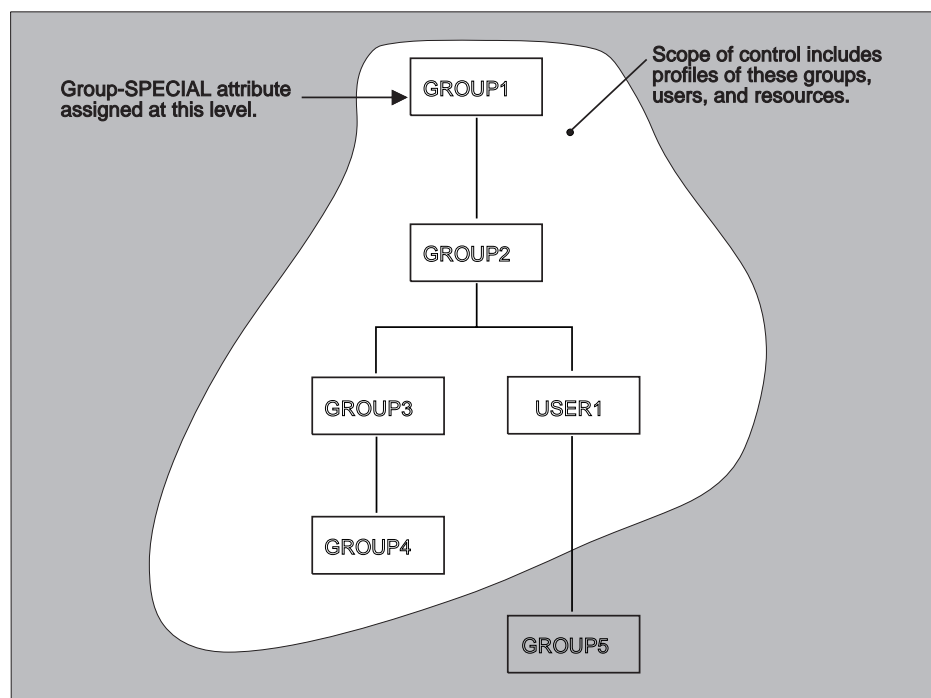 Group-SPECIAL attribute
assigned at this level.
Scope of control includes
profiles of these groups,
users, and resources.
GROUP1
GROUP2
GROUP3
USER1
GROUP4
GROUP5